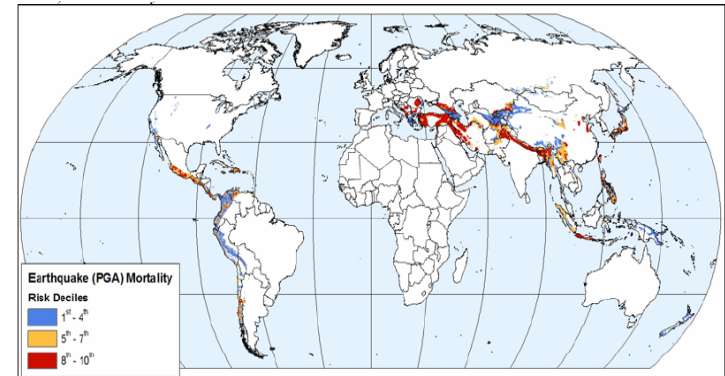 Earthquake (PGA) Mortality
Risk Deciles
1st - 4th
5th - 7th
8th - 10th